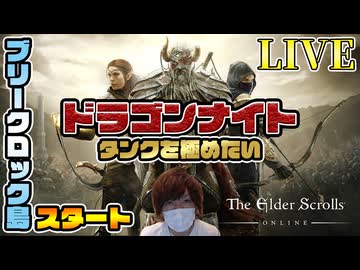 LIVE
ブリークロック島
スタート
ドラゴンナイト
タンクを極めたい
The Elder Scrolls
ONLINE